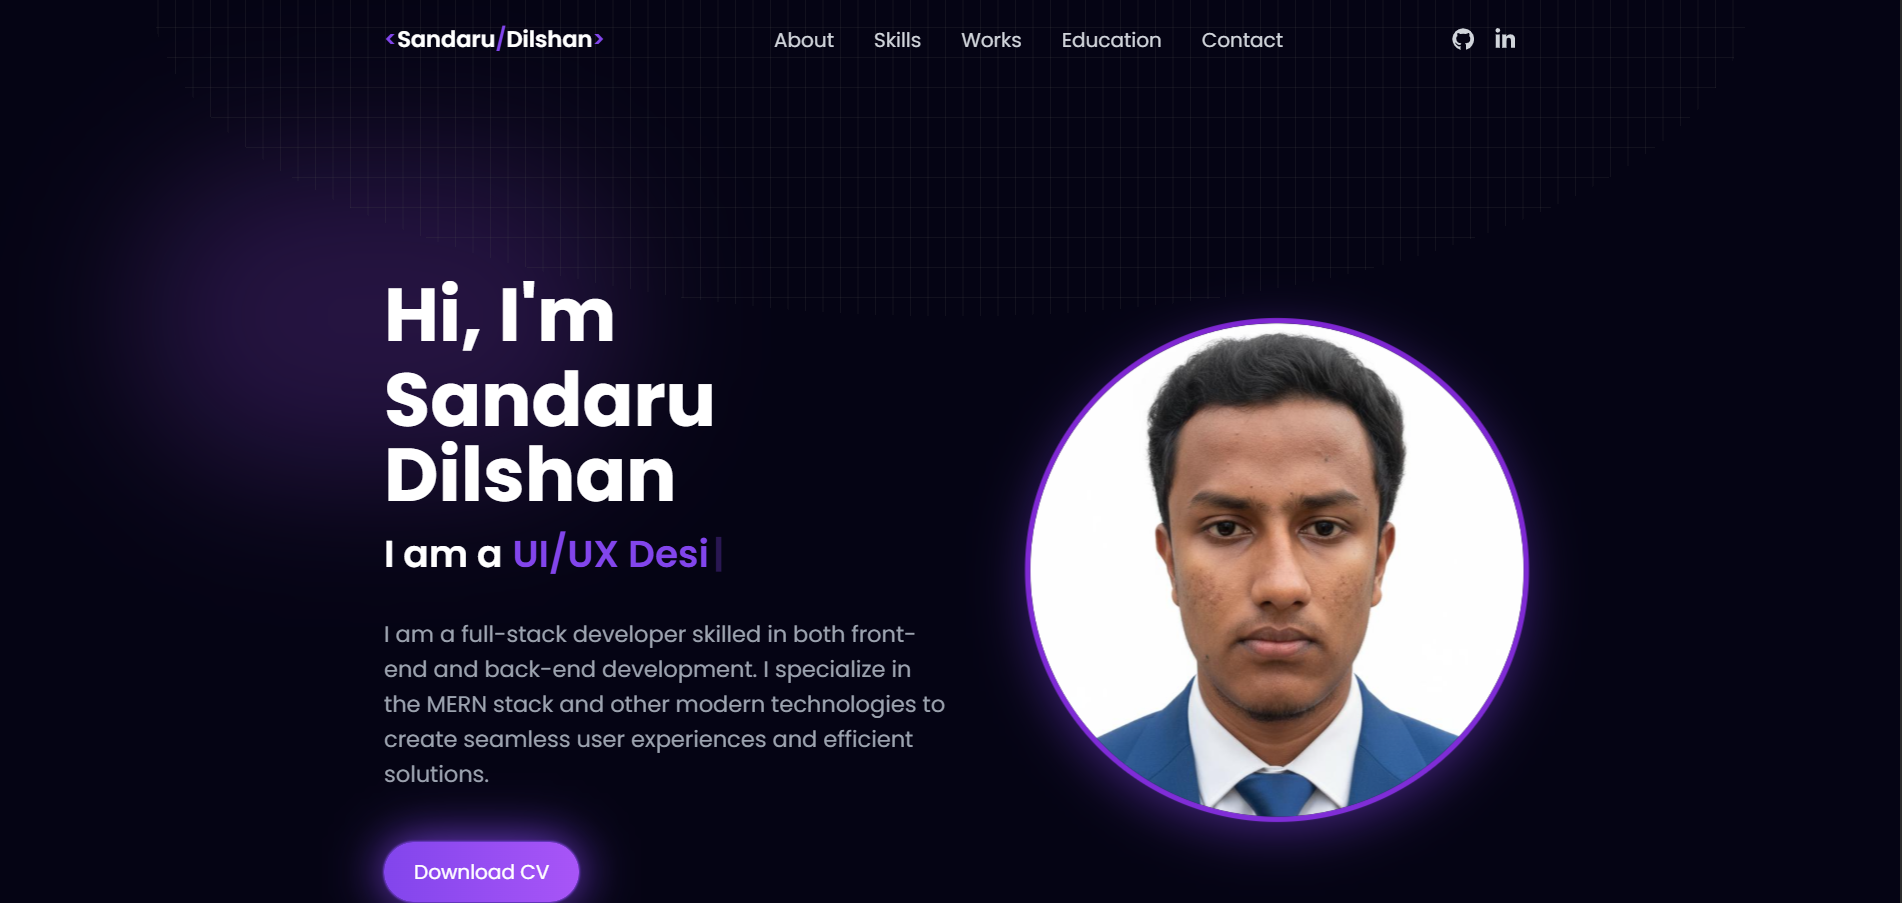 <Sandaru/Dilshan>
About Skills Works Education Contact
Hi, I'm
Sandaru
Dilshan
I am a UI/UX Desi
I am a full-stack developer skilled in both front-
end and back-end development. I specialize in
the MERN stack and other modern technologies to
create seamless user experiences and efficient
solutions.
Download CV